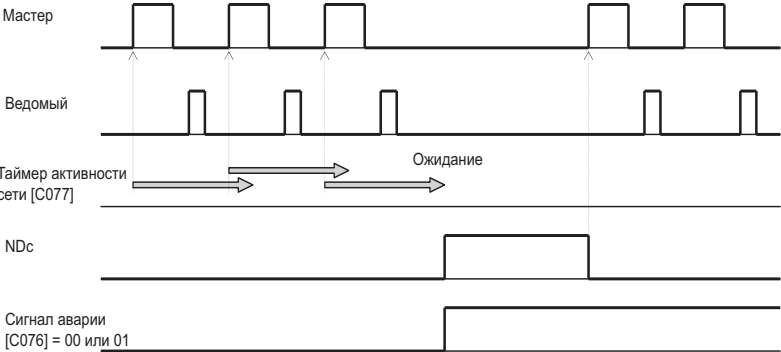 Мастер
Ведомый
Ожидание
Таймер активности
сети [C077]
NDc
Сигнал аварии
[C076] = 00 или 01